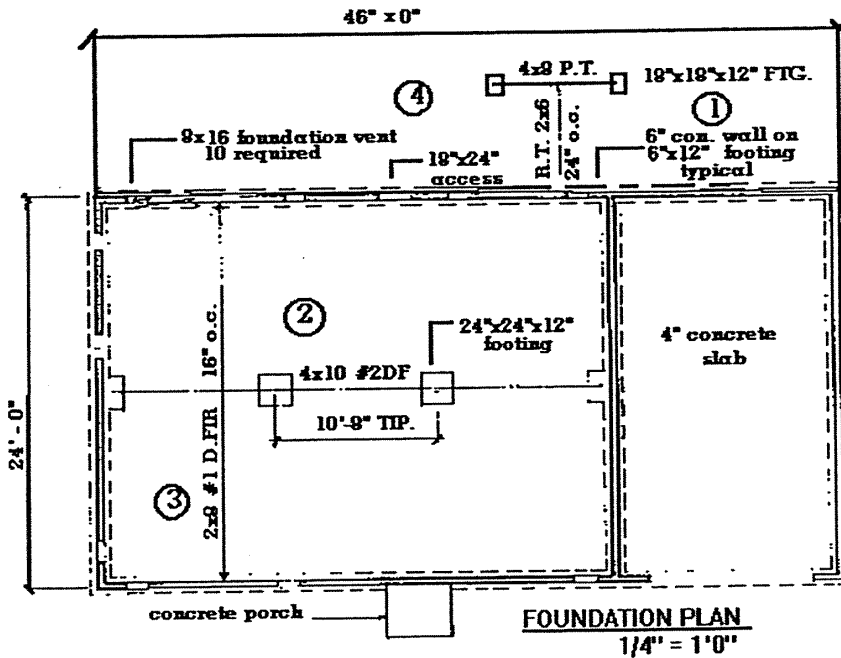 46" x 0"
4x8 P.T.
18"x18"x12" FTG.
4
1
8x16 foundation vent
10 required
18"x24"
access
R.T. 2x6
24" o.c.
6" con. wall on
6"x12" footing
typical
24' - 0"
2x8 #1 D.FIR 16" o.c.
2
24"x24"x12"
footing
4" concrete
slab
4x10 #2DF
10'-8" TIP.
3
concrete porch
FOUNDATION PLAN
1/4" = 1'0"